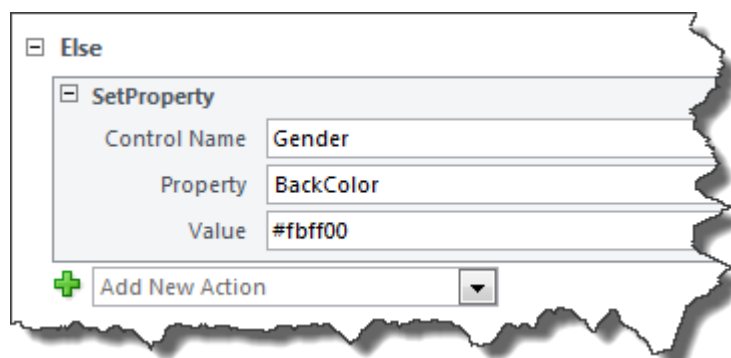 Else
SetProperty
Control Name Gender
Property BackColor
Value #fbff00
Add New Action